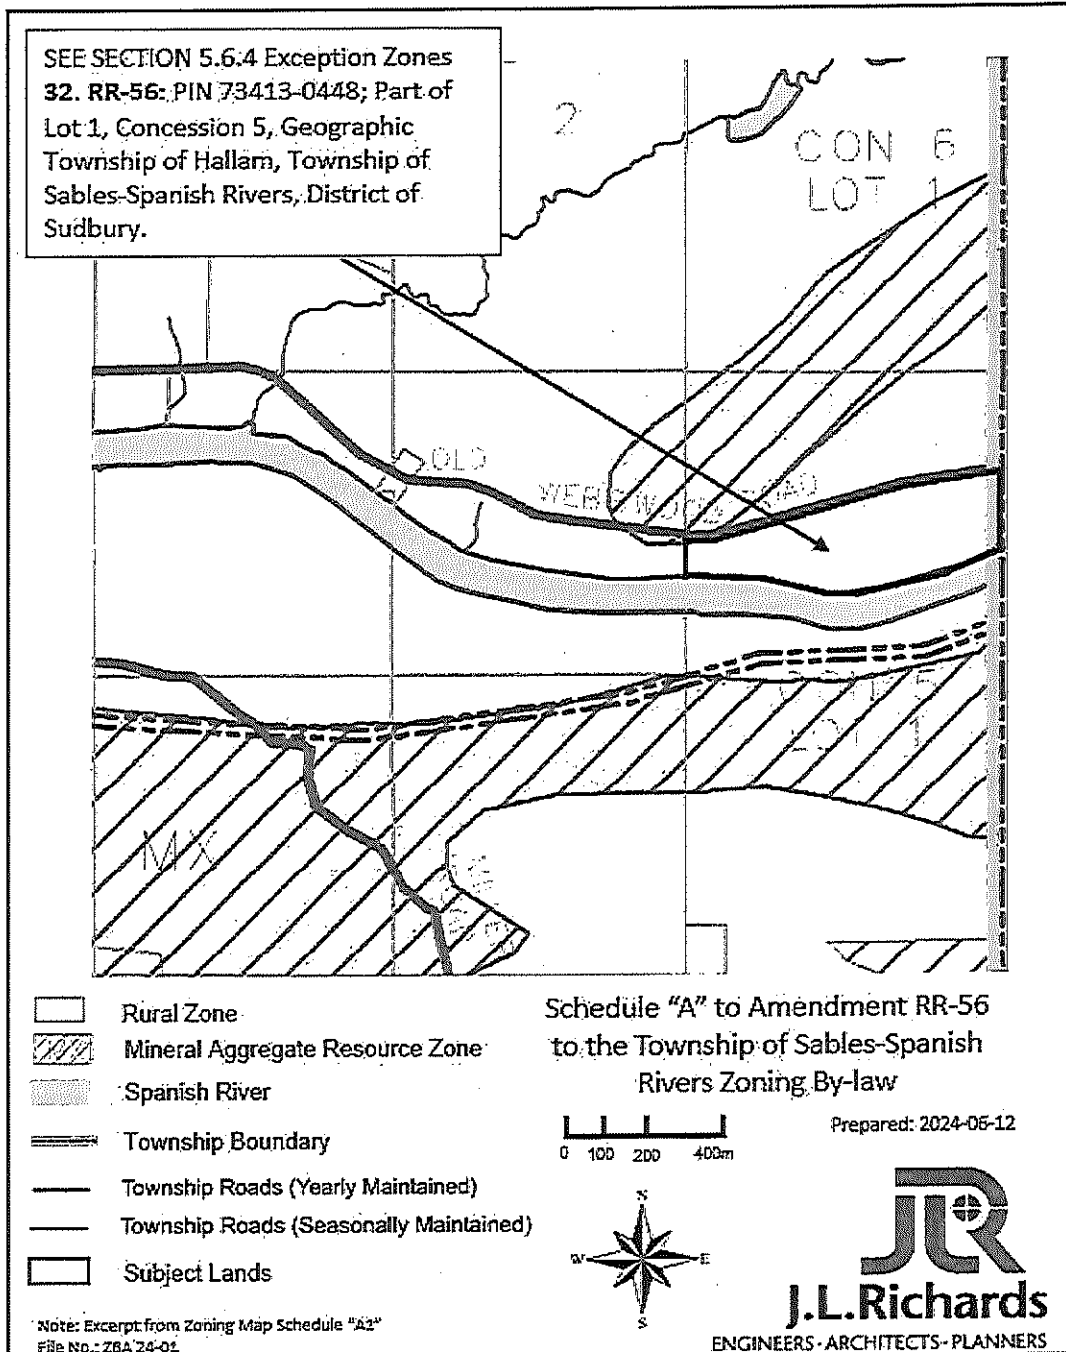 SEE SECTION 5.6.4 Exception Zones
32. RR-56: PIN 73413-0448; Part of
Lot 1, Concession 5, Geographic
Township of Hallam, Township of
Sables-Spanish Rivers, District of
Sudbury.
2
CON 6
LOT 1
OLD
ROAD
LOT 1
MX
Rural Zone
Mineral Aggregate Resource Zone
Spanish River
Township Boundary
Township Roads (Yearly Maintained)
Township Roads (Seasonally Maintained)
Subject Lands
Note: Excerpt from Zoning Map Schedule "A2"
File No.: ZBA 24-01
Schedule "A" to Amendment RR-56
to the Township of Sables-Spanish
Rivers Zoning By-law
Prepared: 2024-06-12
0 100 200 400m
N
W E
S
JLR
J.L.Richards
ENGINEERS·ARCHITECTS·PLANNERS